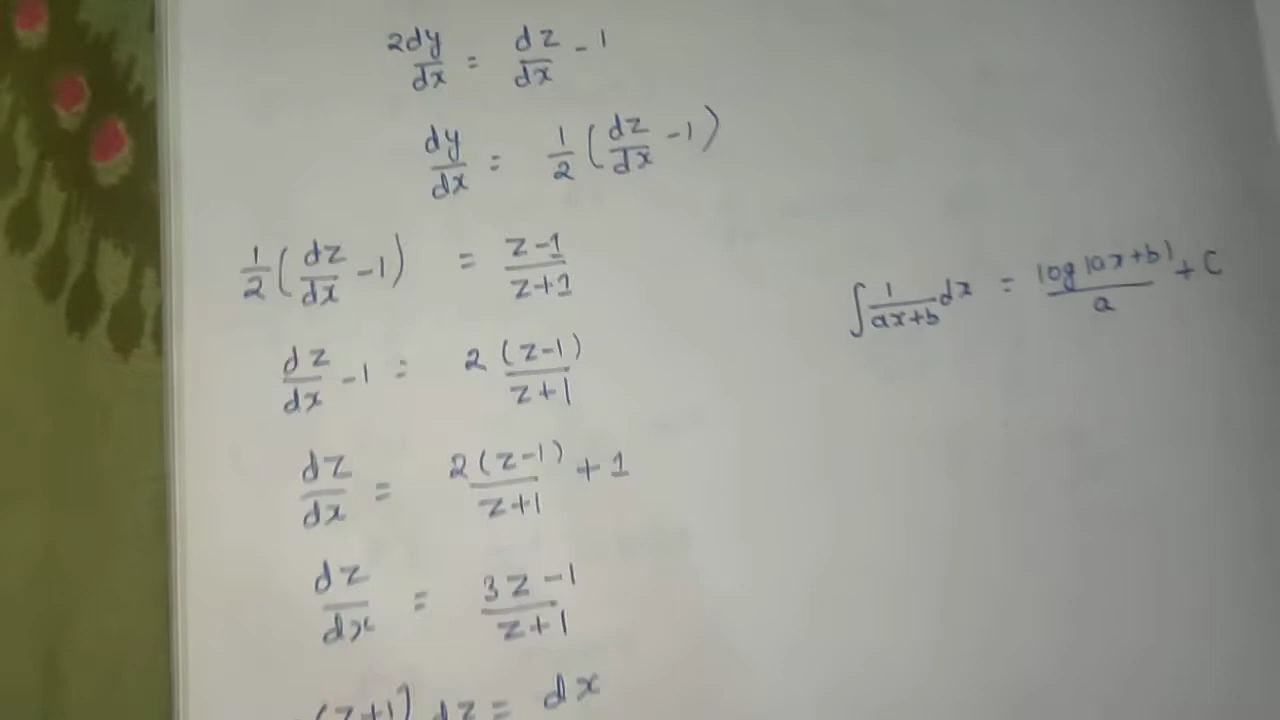 2dy/dx = dz/dx - 1
dy/dx = 1/2 (dz/dx - 1)
1/2 (dz/dx - 1) = z-1/z+1
∫ 1/ax+b dx = log|ax+b|/a + C
dz/dx - 1 = 2(z-1)/z+1
dz/dx = 2(z-1)/z+1 + 1
dz/dx = 3z-1/z+1
(z+1) dz = dx